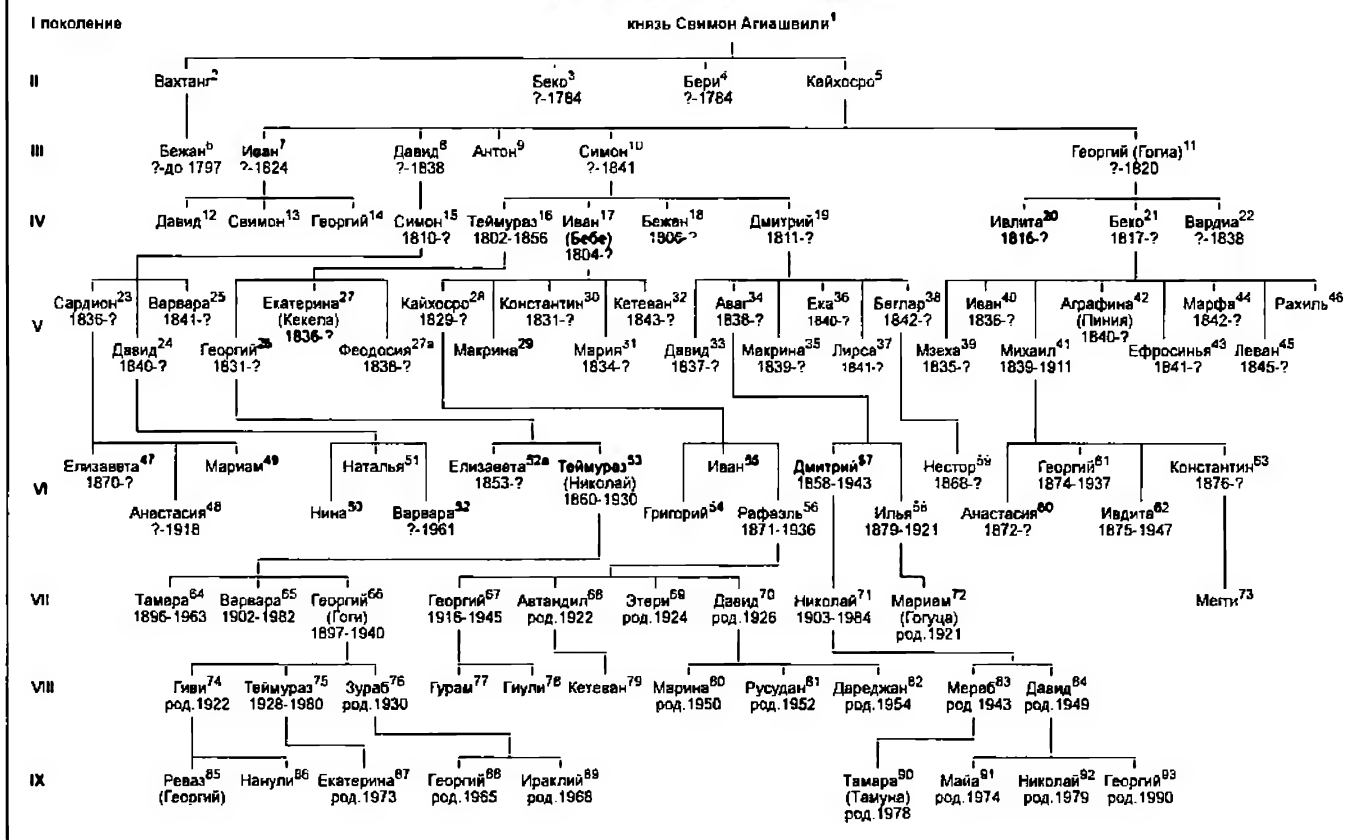 I поколение князь Свимон Агиашвили1
II Вахтанг2 Беко3 Бери4 Кайхосро5
?-1784 ?-1784
III Бежан6 Иван7 Давид8 Антон9 Симон10 Георгий (Гогиа)11
?-до 1797 ?-1824 ?-1838 ?-1841 ?-1820
IV Давид12 Свимон13 Георгий14 Симон15 Теймураз16 Иван17 Бежан18 Дмитрий19 Ивлита20 Беко21 Вардиа22
1810-? 1802-1856 (Бебе) 1806-? 1811-? 1816-? 1817-? ?-1838
1804-?
Сардион23 Варвара25 Екатерина27 Кайхосро28 Константин30 Кетеван32 Аваг34 Ека36 Беглар38 Иван40 Аграфина42 Марфа44 Рахиль46
1836-? 1841-? (Кекела) 1829-? 1831-? 1843-? 1838-? 1840-? 1842-? 1836-? (Пиния) 1842-?
V 1836-? 1840-?
Давид24 Георгий26 Феодосия27а Макрина29 Мария31 Давид33 Макрина35 Лирса37 Мзеха39 Михаил41 Ефросинья43 Леван45
1840-? 1831-? 1838-? 1834-? 1837-? 1839-? 1841-? 1835-? 1839-1911 1841-? 1845-?
Елизавета47 Мариам49 Наталья51 Елизавета52а Теймураз53 Иван55 Дмитрий57 Нестор59 Георгий61 Константин63
1870-? 1853-? (Николай) 1858-1943 1868-? 1874-1937 1876-?
VI 1860-1930
Анастасия48 Нина50 Варвара52 Григорий54 Рафаэль56 Илья58 Анастасия60 Ивдита62
?-1918 ?-1961 1871-1936 1879-1921 1872-? 1875-1947
VII Тамара64 Варвара65 Георгий66 Георгий67 Автандил68 Этери69 Давид70 Николай71 Мариам72 Мегги73
1896-1963 1902-1982 (Гоги) 1916-1945 род.1922 род.1924 род.1926 1903-1984 (Гогуца)
1897-1940 род.1921
VIII Гиви74 Теймураз75 Зураб76 Гурам77 Гиули78 Кетеван79 Марина80 Русудан81 Дареджан82 Мераб83 Давид84
род.1922 1928-1980 род.1930 род.1950 род.1952 род.1954 род.1943 род.1949
IX Реваз85 Нанули86 Екатерина87 Георгий88 Ираклий89 Тамара90 Майа91 Николай92 Георгий93
(Георгий) род.1973 род.1965 род.1968 (Тамуна) род.1974 род.1979 род.1990
род.1978